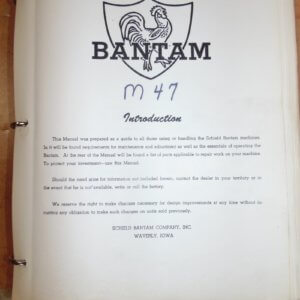 BANTAM
M 47
Introduction
This Manual was prepared as a guide to all those using or handling the Schield Bantam machines.
In it will be found requirements for maintenance and adjustment as well as the essentials of operating the
Bantam. At the rear of the Manual will be found a list of parts applicable to repair work on your machine.
To protect your investment—use this Manual.
Should the need arise for information not included herein, contact the dealer in your territory or in
the event that he is not available, write or call the factory.
We reserve the right to make changes necessary for design improvements at any time without in-
curring any obligation to make such changes on units sold previously.
SCHIELD BANTAM COMPANY, INC.
WAVERLY, IOWA